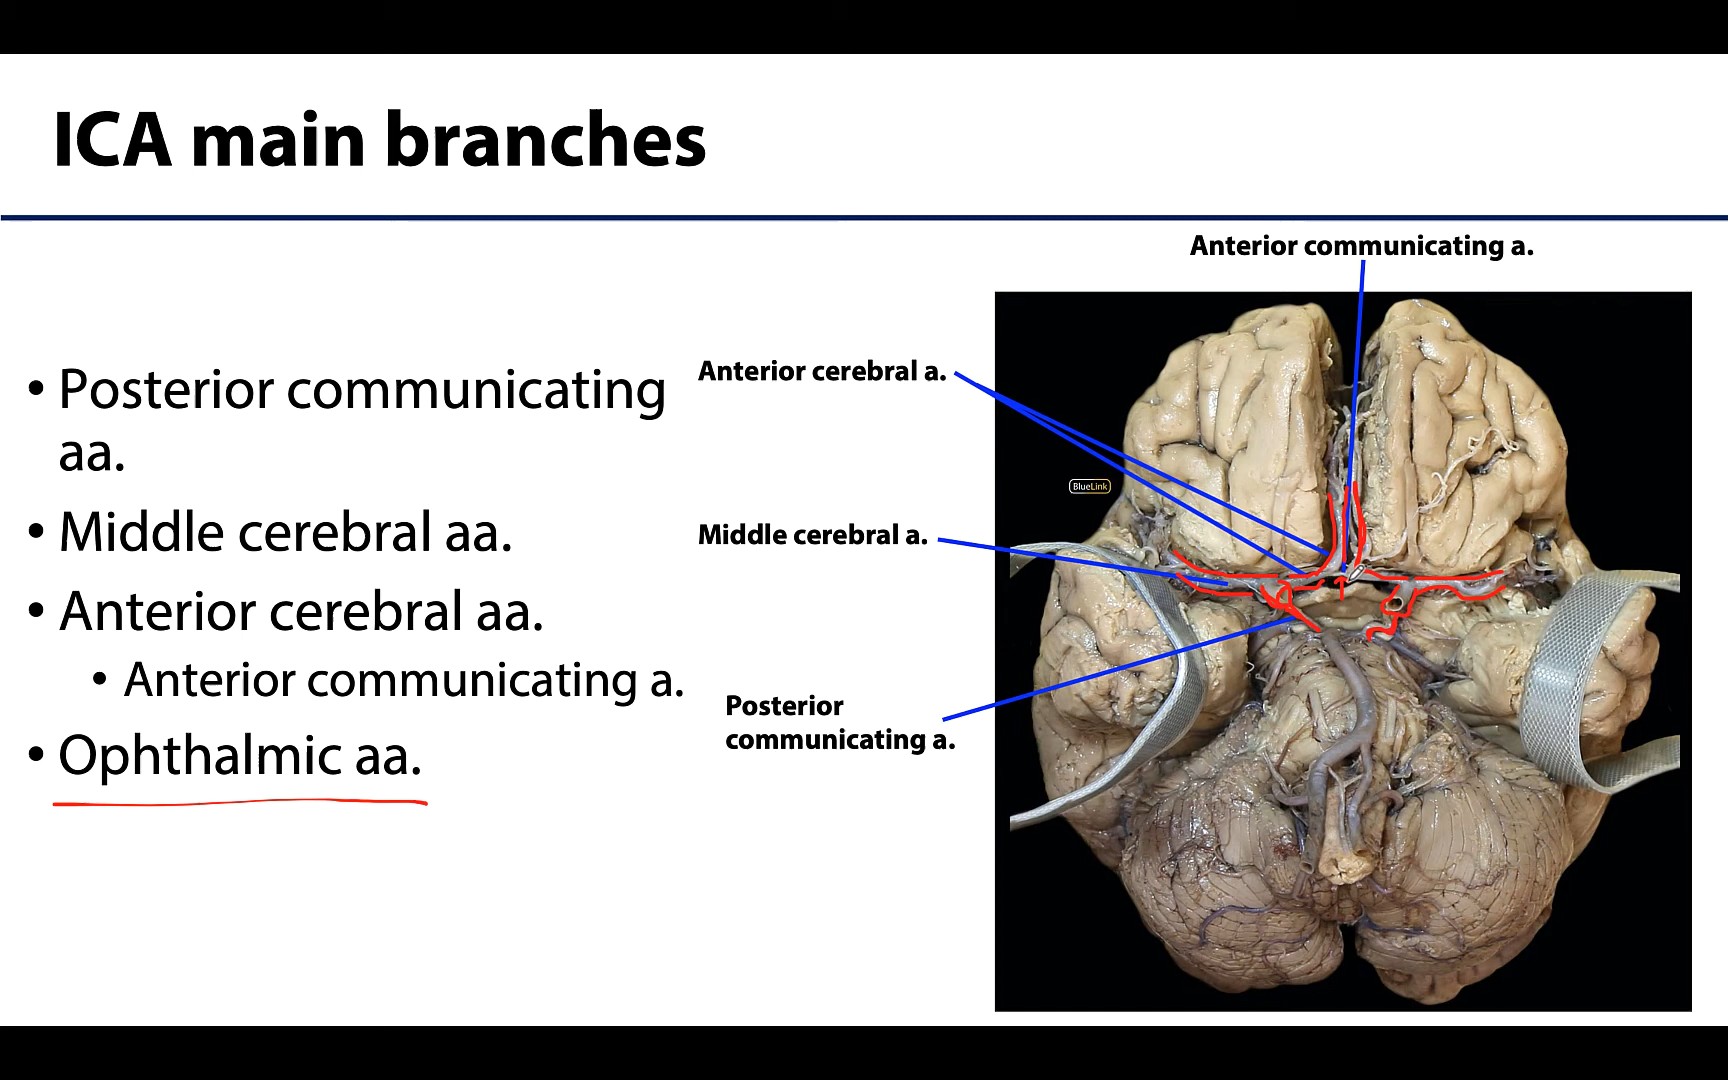 ICA main branches
• Posterior communicating
aa.
• Middle cerebral aa.
• Anterior cerebral aa.
• Anterior communicating a.
• Ophthalmic aa.
Anterior communicating a.
Anterior cerebral a.
BlueLink
Middle cerebral a.
Posterior
communicating a.